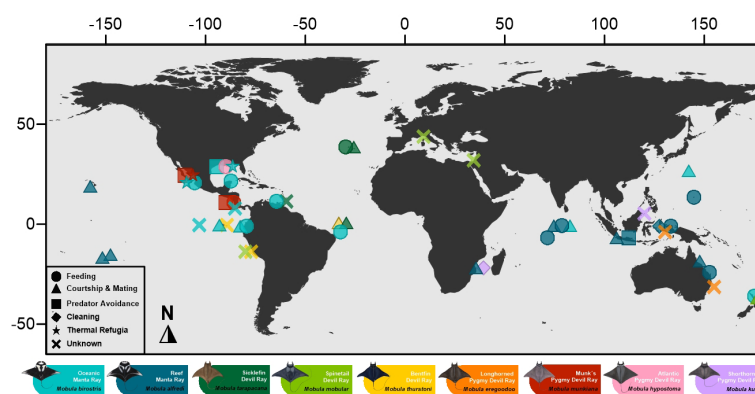 -150 -100 -50 0 50 100 150
50
0
-50
Feeding
Courtship & Mating
Predator Avoidance
Cleaning
Thermal Refugia
Unknown
N
Oceanic
Manta Ray
Mobula birostris
Reef
Manta Ray
Mobula alfredi
Sicklefin
Devil Ray
Mobula tarapacana
Spinetail
Devil Ray
Mobula mobular
Bentfin
Devil Ray
Mobula thurstoni
Longhorned
Pygmy Devil Ray
Mobula eregoodoo
Munk's
Pygmy Devil Ray
Mobula munkiana
Atlantic
Pygmy Devil Ray
Mobula hypostoma
Pygmy Devil
Mobula ku